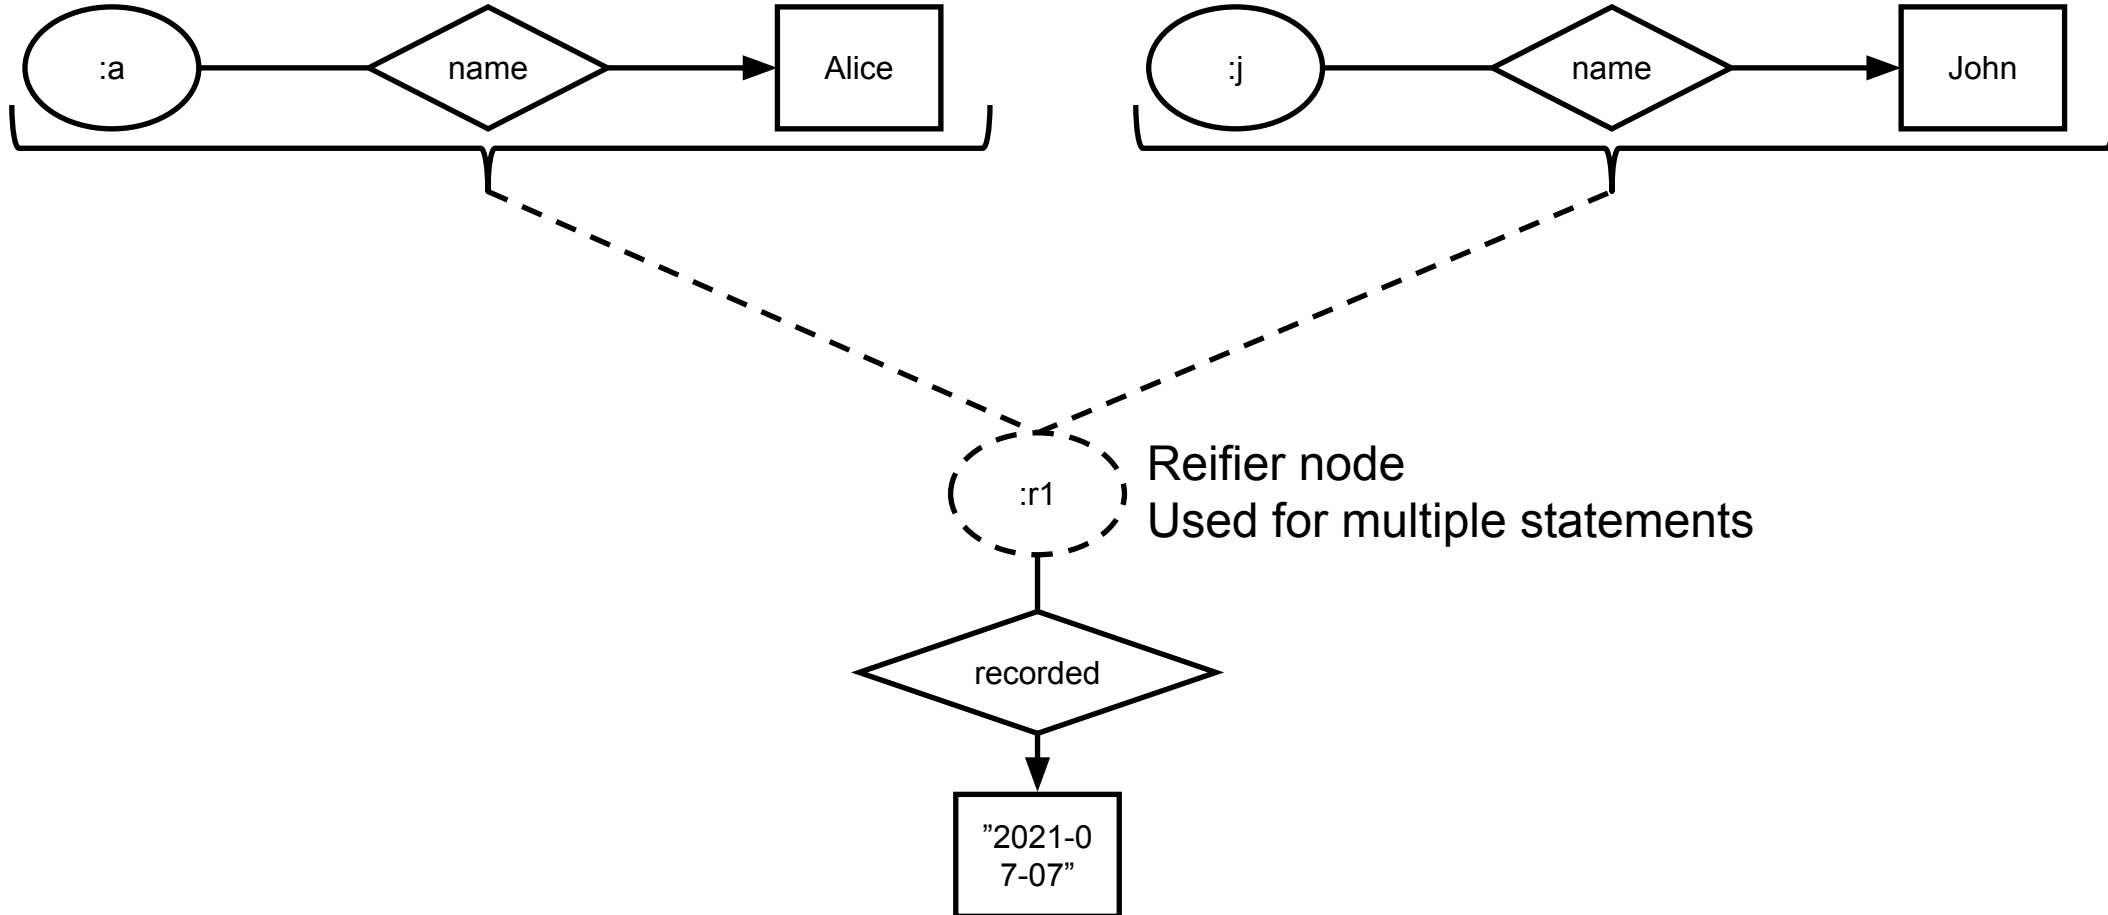 :a
name
Alice
:j
name
John
:r1
Reifier node
Used for multiple statements
recorded
”2021-0
7-07”